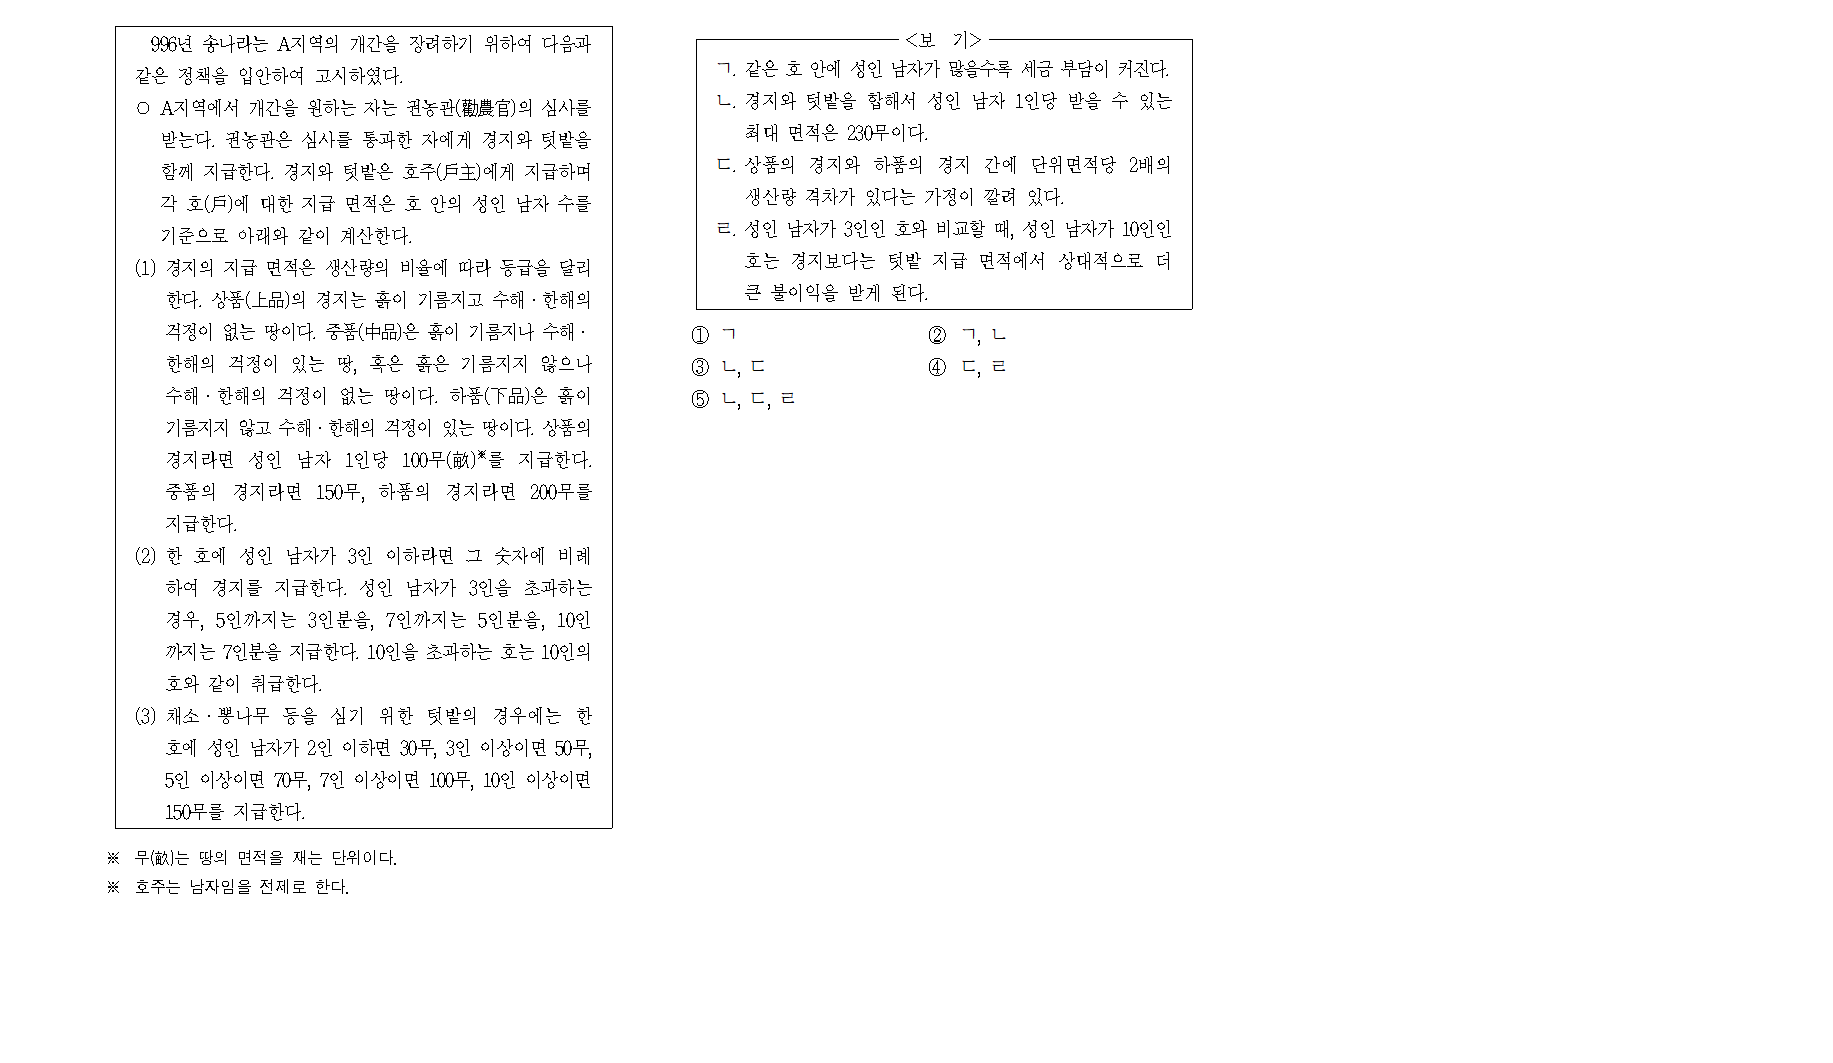 996년 송나라는 A지역의 개간을 장려하기 위하여 다음과
같은 정책을 입안하여 고시하였다.
○ A지역에서 개간을 원하는 자는 권농관(勸農官)의 심사를
받는다. 권농관은 심사를 통과한 자에게 경지와 텃밭을
함께 지급한다. 경지와 텃밭은 호주(戶主)에게 지급하며
각 호(戶)에 대한 지급 면적은 호 안의 성인 남자 수를
기준으로 아래와 같이 계산한다.
(1) 경지의 지급 면적은 생산량의 비율에 따라 등급을 달리
한다. 상품(上品)의 경지는 흙이 기름지고 수해·한해의
걱정이 없는 땅이다. 중품(中品)은 흙이 기름지나 수해·
한해의 걱정이 있는 땅, 혹은 흙은 기름지지 않으나
수해·한해의 걱정이 없는 땅이다. 하품(下品)은 흙이
기름지지 않고 수해·한해의 걱정이 있는 땅이다. 상품의
경지라면 성인 남자 1인당 100무(畝)※를 지급한다.
중품의 경지라면 150무, 하품의 경지라면 200무를
지급한다.
(2) 한 호에 성인 남자가 3인 이하라면 그 숫자에 비례
하여 경지를 지급한다. 성인 남자가 3인을 초과하는
경우, 5인까지는 3인분을, 7인까지는 5인분을, 10인
까지는 7인분을 지급한다. 10인을 초과하는 호는 10인의
호와 같이 취급한다.
(3) 채소·뽕나무 등을 심기 위한 텃밭의 경우에는 한
호에 성인 남자가 2인 이하면 30무, 3인 이상이면 50무,
5인 이상이면 70무, 7인 이상이면 100무, 10인 이상이면
150무를 지급한다.
※ 무(畝)는 땅의 면적을 재는 단위이다.
※ 호주는 남자임을 전제로 한다.
<보 기>
ㄱ. 같은 호 안에 성인 남자가 많을수록 세금 부담이 커진다.
ㄴ. 경지와 텃밭을 합해서 성인 남자 1인당 받을 수 있는
최대 면적은 230무이다.
ㄷ. 상품의 경지와 하품의 경지 간에 단위면적당 2배의
생산량 격차가 있다는 가정이 깔려 있다.
ㄹ. 성인 남자가 3인인 호와 비교할 때, 성인 남자가 10인인
호는 경지보다는 텃밭 지급 면적에서 상대적으로 더
큰 불이익을 받게 된다.
① ㄱ ② ㄱ, ㄴ
③ ㄴ, ㄷ ④ ㄷ, ㄹ
⑤ ㄴ, ㄷ, ㄹ